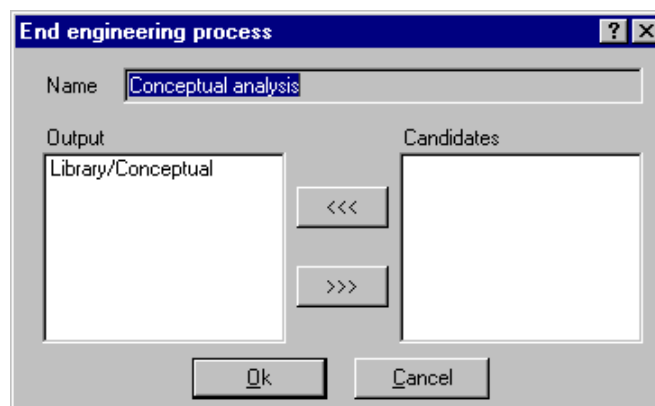 End engineering process
Name Conceptual analysis
Output Candidates
Library/Conceptual
<<<
>>>
Ok Cancel